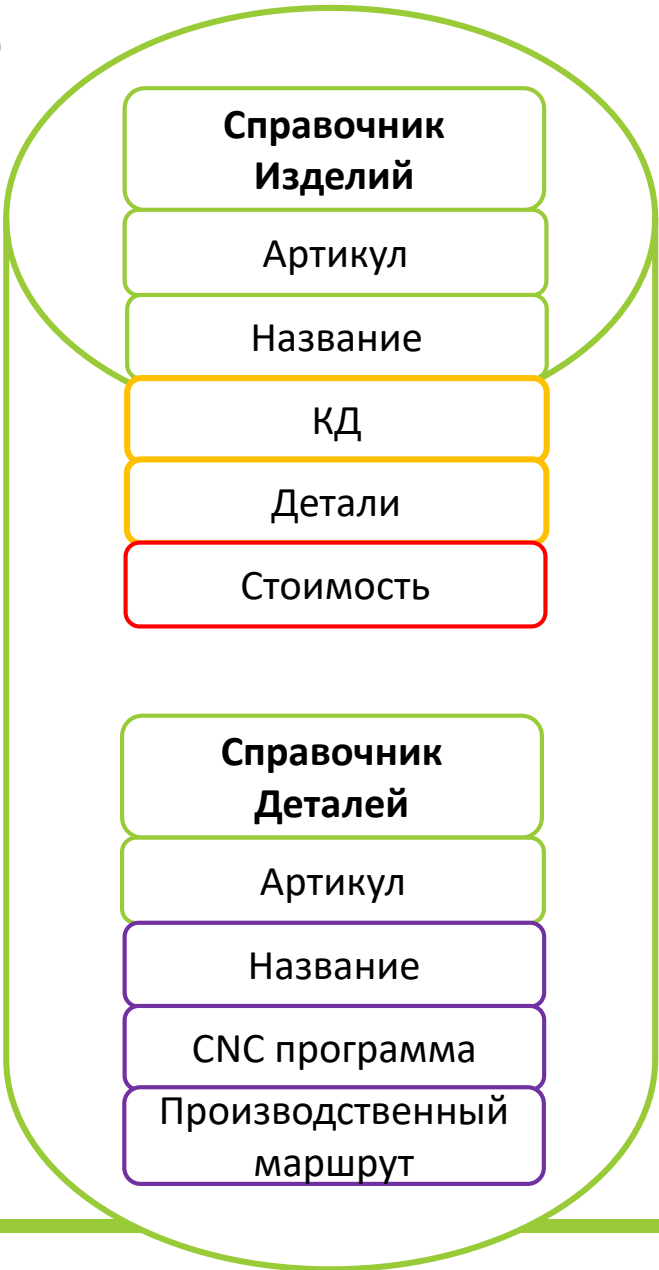 Справочник
Изделий
Артикул
Название
КД
Детали
Стоимость
Справочник
Деталей
Артикул
Название
CNC программа
Производственный
маршрут